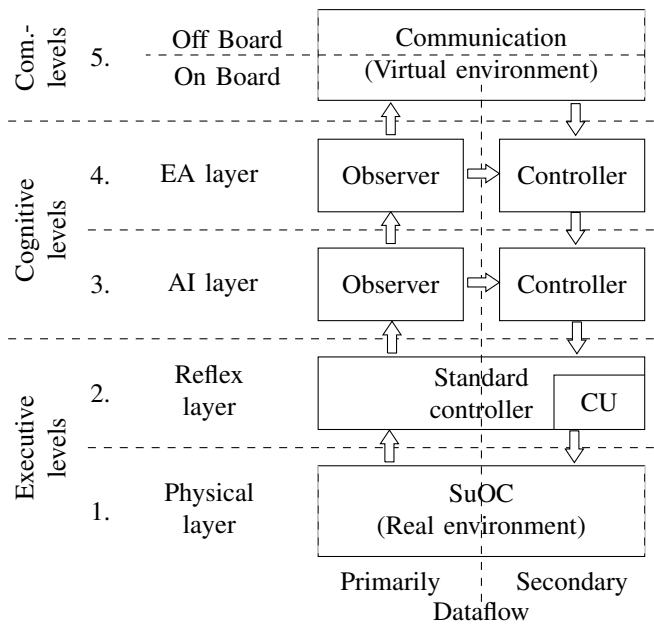 Com.-
levels
5.
Off Board
On Board
Communication
(Virtual environment)
Cognitive
levels
4.
EA layer
Observer
Controller
3.
AI layer
Observer
Controller
Executive
levels
2.
Reflex
layer
Standard
controller
CU
1.
Physical
layer
SuOC
(Real environment)
Primarily
Secondary
Dataflow